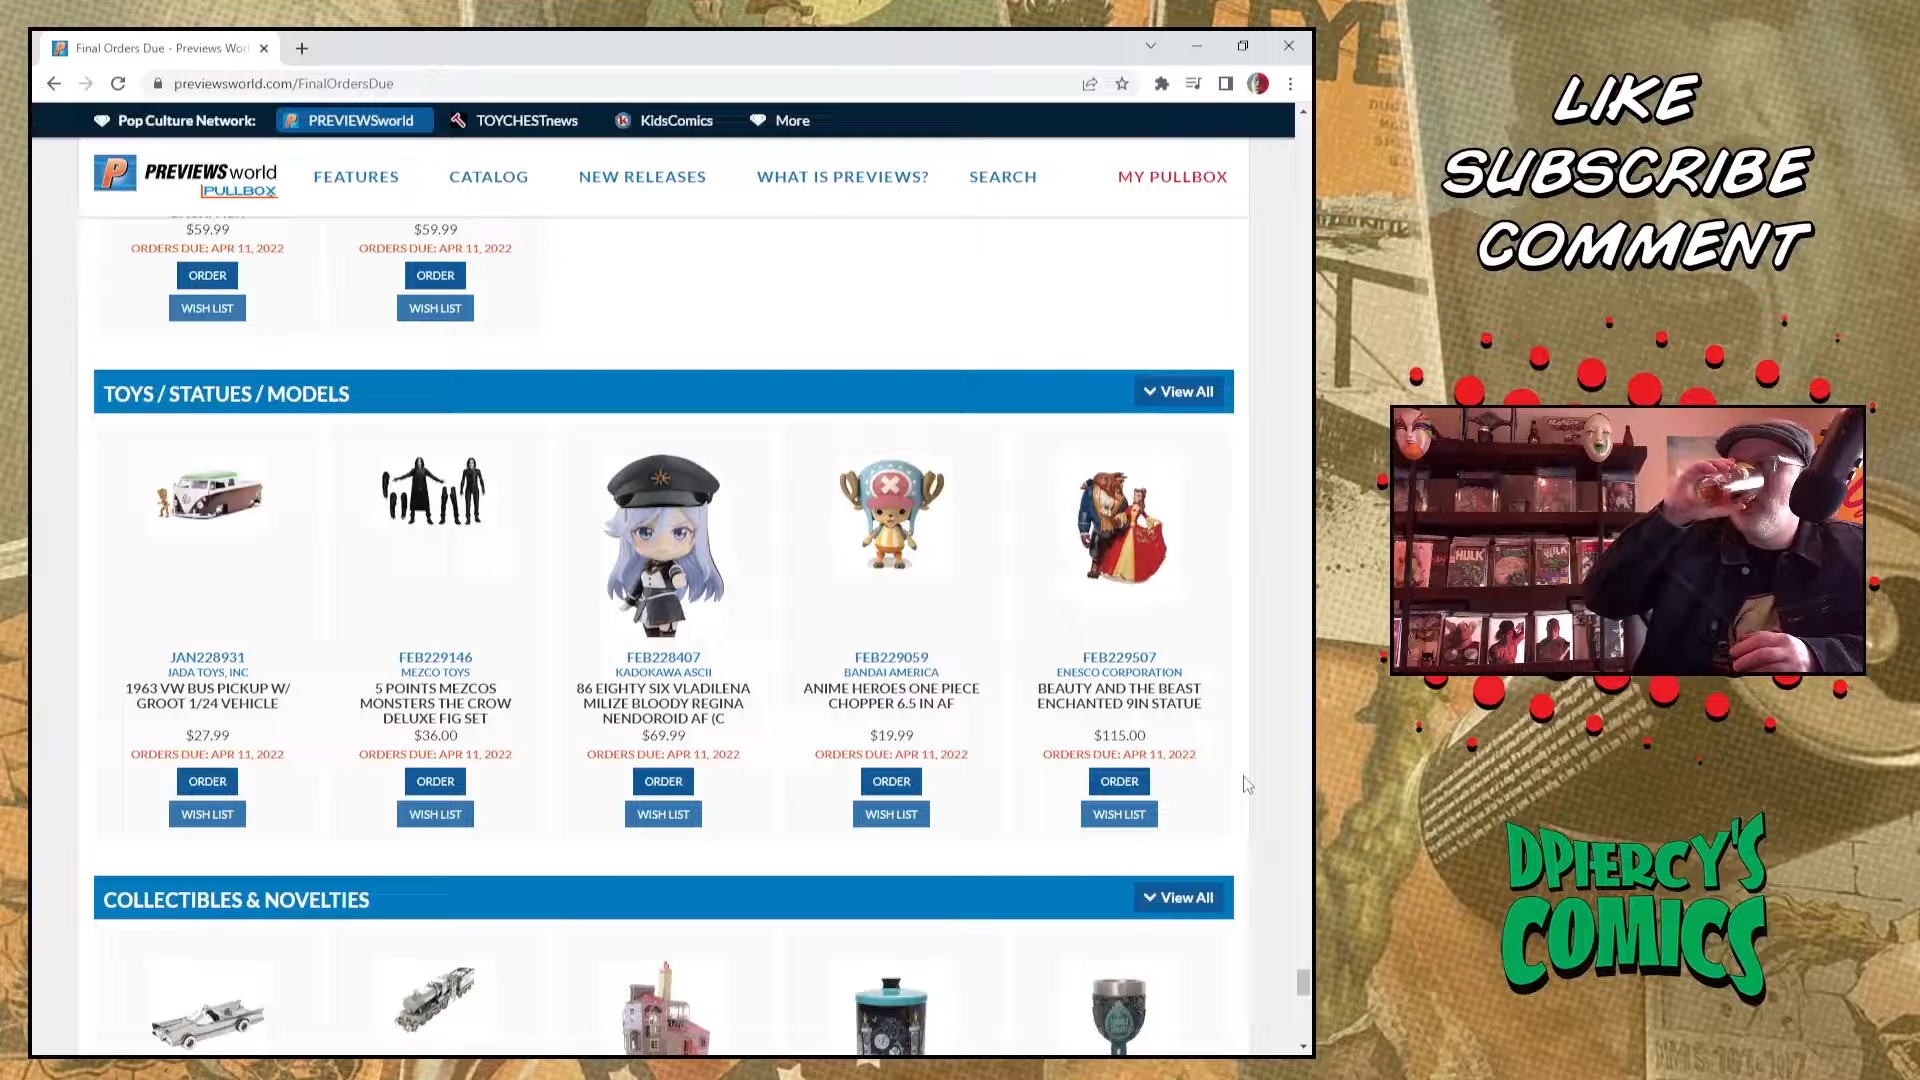 Final Orders Due - Previews Worl
previewsworld.com/FinalOrdersDue
Pop Culture Network:
PREVIEWSworld
TOYCHESTnews
KidsComics
More
PREVIEWSworld
PULLBOX
FEATURES
CATALOG
NEW RELEASES
WHAT IS PREVIEWS?
SEARCH
MY PULLBOX
$59.99
ORDERS DUE: APR 11, 2022
ORDER
WISH LIST
$59.99
ORDERS DUE: APR 11, 2022
ORDER
WISH LIST
TOYS / STATUES / MODELS
View All
JAN228931
JADA TOYS, INC
1963 VW BUS PICKUP W/
GROOT 1/24 VEHICLE
$27.99
ORDERS DUE: APR 11, 2022
ORDER
WISH LIST
FEB229146
MEZCO TOYS
5 POINTS MEZCOS
MONSTERS THE CROW
DELUXE FIG SET
$36.00
ORDERS DUE: APR 11, 2022
ORDER
WISH LIST
FEB228407
KADOKAWA ASCII
86 EIGHTY SIX VLADILENA
MILIZE BLOODY REGINA
NENDOROID AF (C
$69.99
ORDERS DUE: APR 11, 2022
ORDER
WISH LIST
FEB229059
BANDAI AMERICA
ANIME HEROES ONE PIECE
CHOPPER 6.5 IN AF
$19.99
ORDERS DUE: APR 11, 2022
ORDER
WISH LIST
FEB229507
ENESCO CORPORATION
BEAUTY AND THE BEAST
ENCHANTED 9IN STATUE
$115.00
ORDERS DUE: APR 11, 2022
ORDER
WISH LIST
COLLECTIBLES & NOVELTIES
View All
LIKE
SUBSCRIBE
COMMENT
HULK
HULK
DPIERCY'S
COMICS